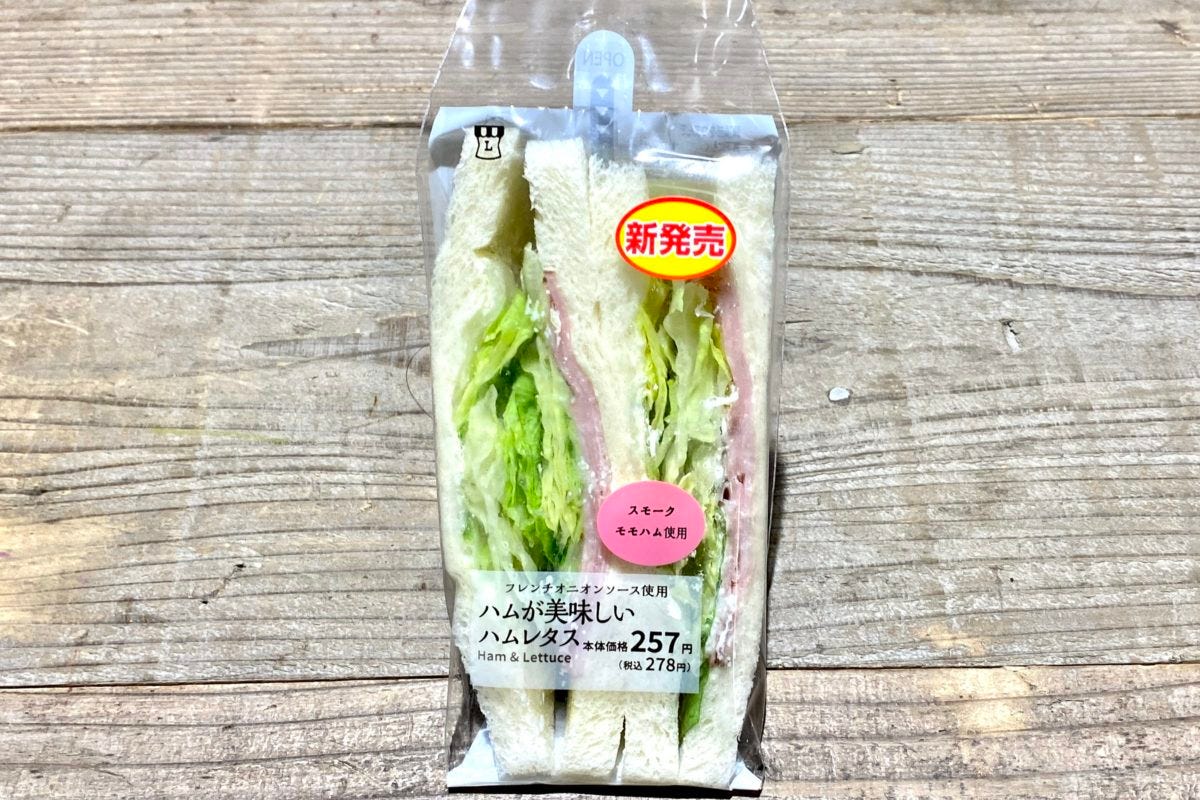 OPEN
L
新発売
スモーク
モモハム使用
フレンチオニオンソース使用
ハムが美味しい
ハムレタス 本体価格257円
Ham & Lettuce (税込278円)